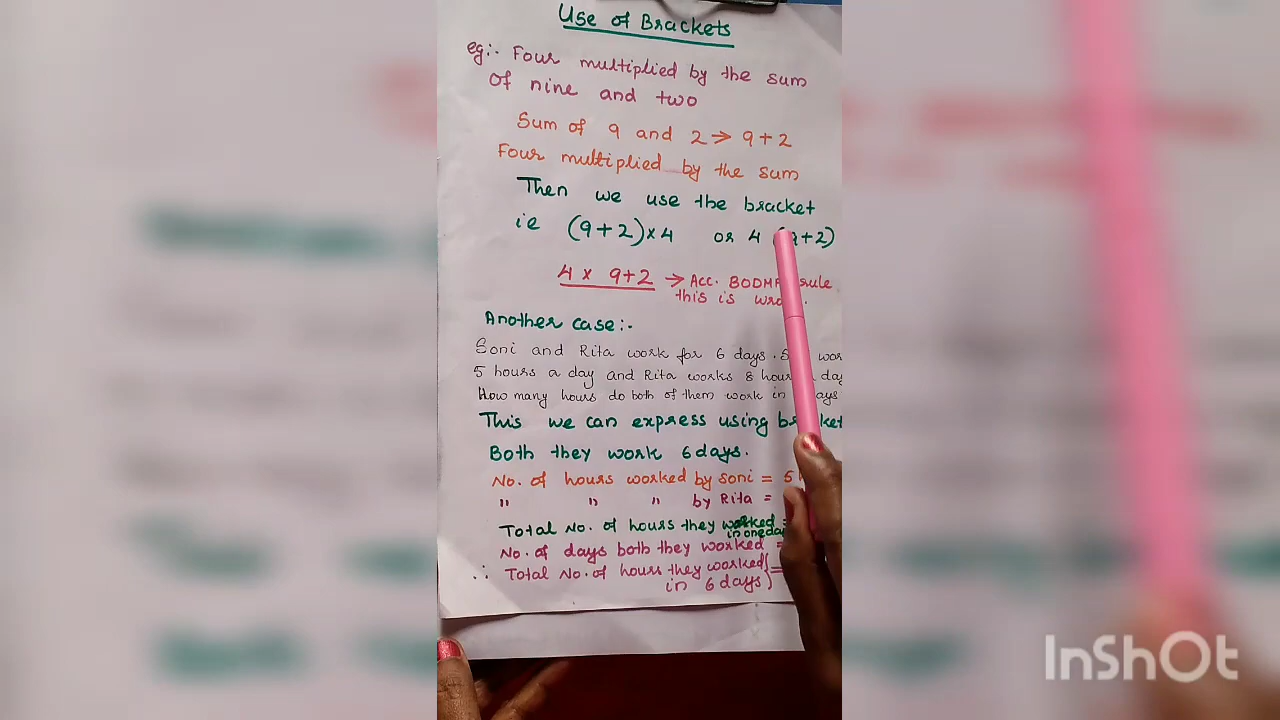 Use of Brackets
eg:- Four multiplied by the sum
of nine and two
Sum of 9 and 2 → 9+2
Four multiplied by the sum
Then we use the bracket
ie (9+2)×4 or 4 +2)
4 × 9+2 → Acc. rule
this is
Another case:-
Soni and Rita work for 6 days.
5 hours a day and Rita works 8
How many hours do both of them work in
This we can express using
Both they work 6 days.
No. of hours worked by Soni = 5
" " " by Rita =
Total No. of hours they worked =
in one
No. of days both they worked =
∴ Total No. of hours they worked } =
in 6 days
InShOt